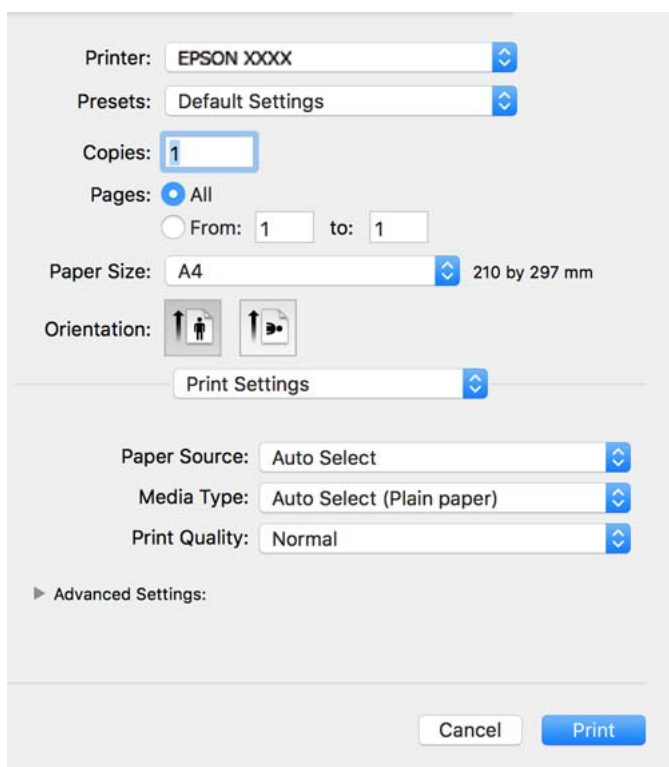 Printer: EPSON XXXX
Presets: Default Settings
Copies: 1
Pages: All
From: 1 to: 1
Paper Size: A4 210 by 297 mm
Orientation:
Print Settings
Paper Source: Auto Select
Media Type: Auto Select (Plain paper)
Print Quality: Normal
Advanced Settings:
Cancel Print